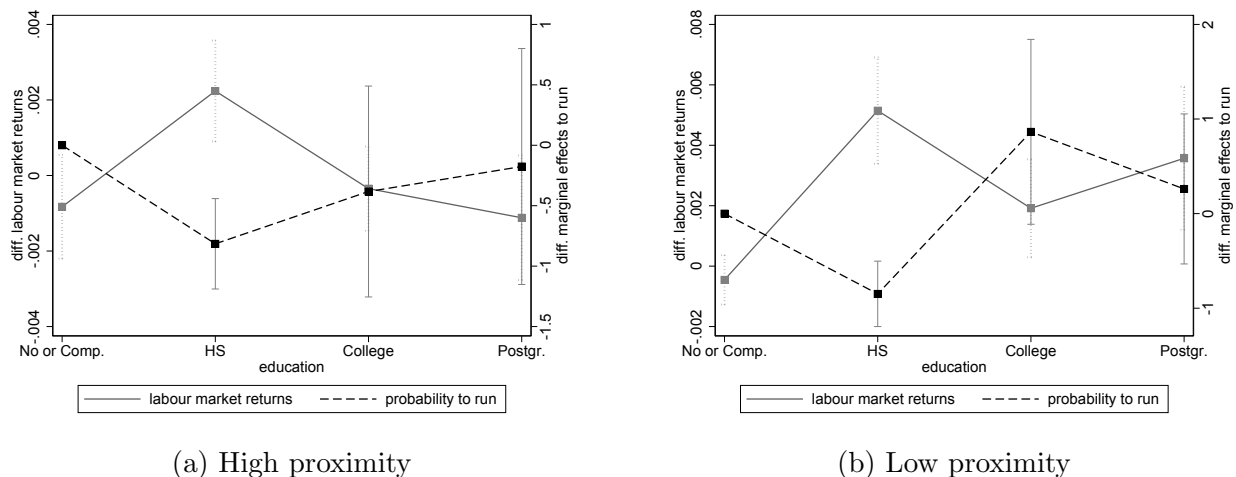 .004
.002
0
-.002
-.004
diff. labour market returns
1
.5
0
-.5
-1
-1.5
diff. marginal effects to run
No or Comp. HS College Postgr.
education
labour market returns probability to run
(a) High proximity
.008
.006
.004
.002
0
-.002
diff. labour market returns
2
1
0
-1
diff. marginal effects to run
No or Comp. HS College Postgr.
education
labour market returns probability to run
(b) Low proximity